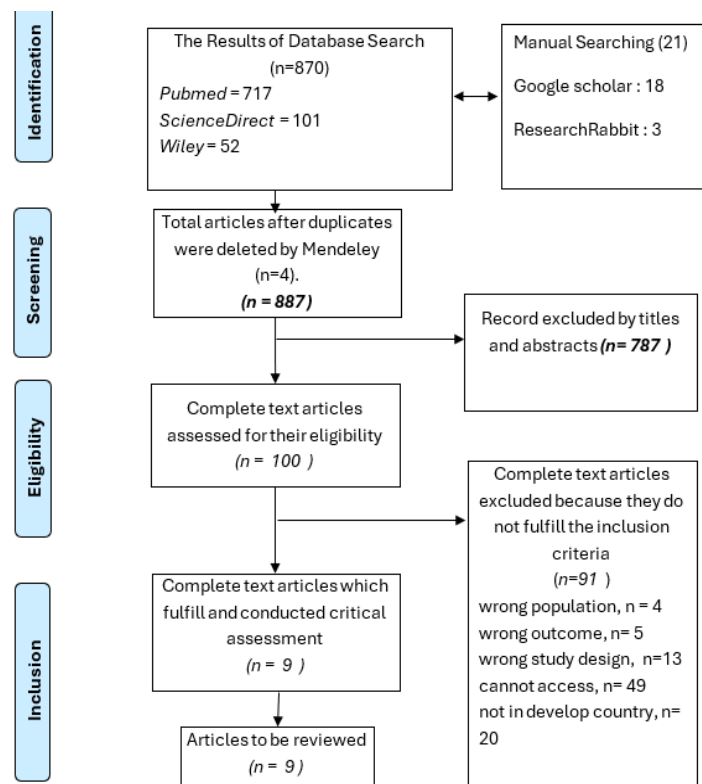 Identification
The Results of Database Search
(n=870)
Pubmed = 717
ScienceDirect = 101
Wiley = 52
Manual Searching (21)
Google scholar : 18
ResearchRabbit : 3
Screening
Total articles after duplicates
were deleted by Mendeley
(n=4).
(n = 887)
Record excluded by titles
and abstracts (n= 787 )
Eligibility
Complete text articles
assessed for their eligibility
(n = 100 )
Complete text articles
excluded because they do
not fulfill the inclusion
criteria
(n=91 )
wrong population, n = 4
wrong outcome, n= 5
wrong study design, n=13
cannot access, n= 49
not in develop country, n=
20
Inclusion
Complete text articles which
fulfill and conducted critical
assessment
(n = 9 )
Articles to be reviewed
(n = 9 )